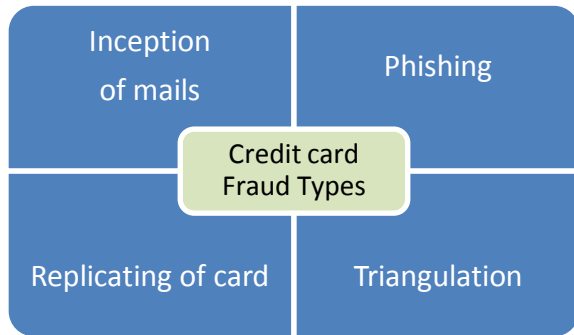 Inception
of mails
Phishing
Credit card
Fraud Types
Replicating of card
Triangulation